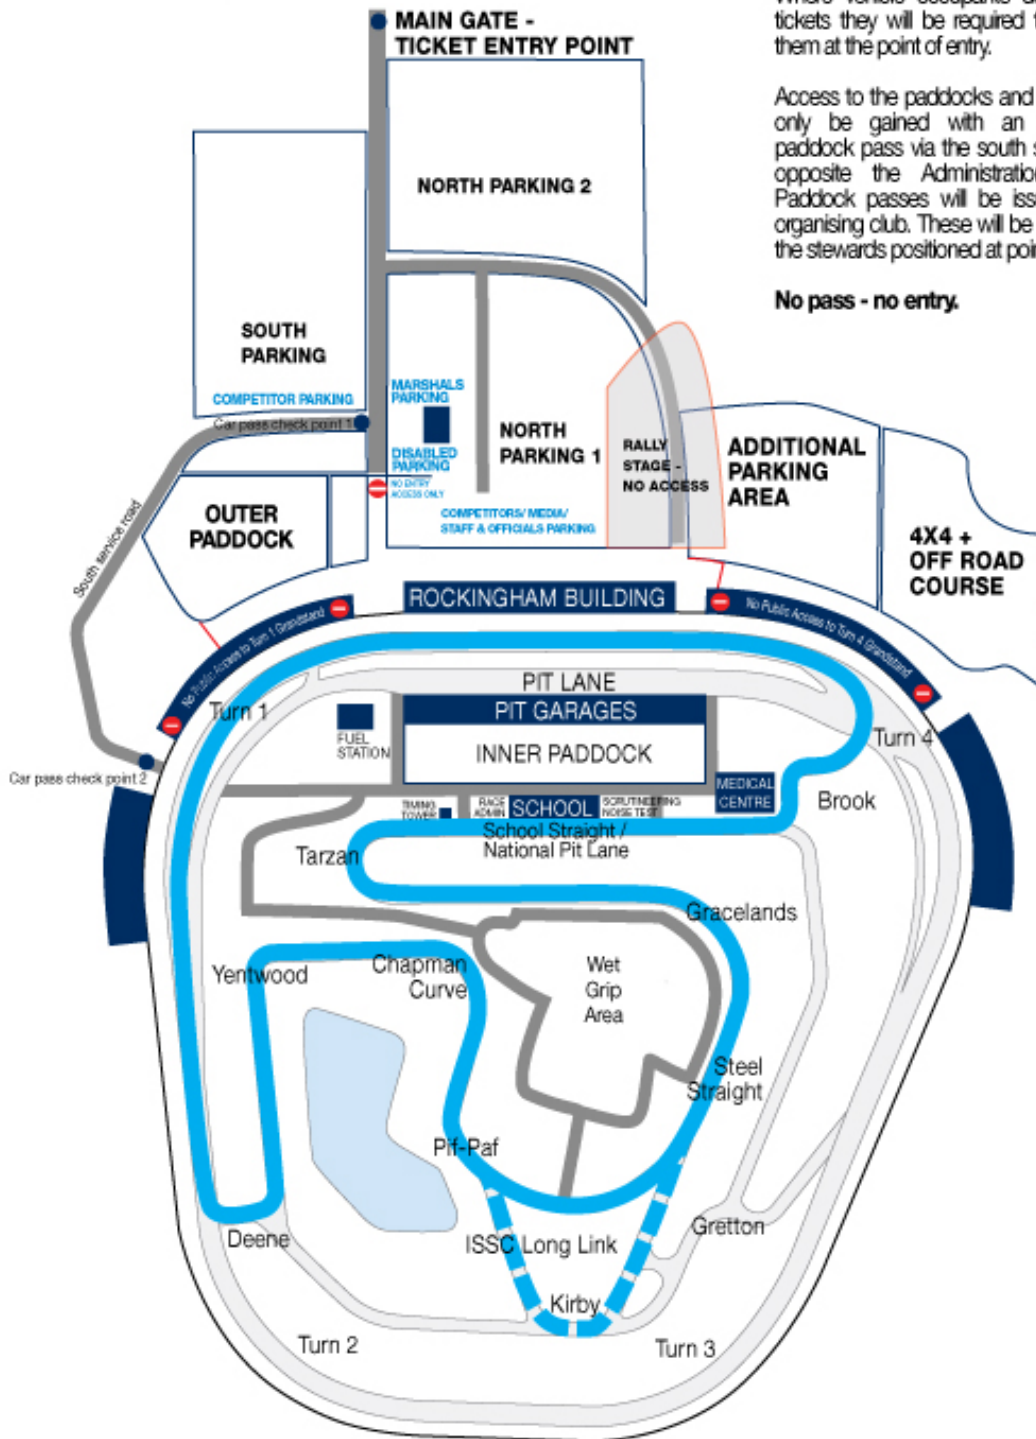 MAIN GATE -
TICKET ENTRY POINT
tickets they will be required
them at the point of entry.
Access to the paddocks and
only be gained with an
paddock pass via the south
opposite the
Paddock passes will be
organising club. These will be
the stewards positioned at
No pass - no entry.
NORTH PARKING 2
SOUTH
PARKING
COMPETITOR PARKING
Car pass check point 1
MARSHALS
PARKING
DISABLED
PARKING
NO ENTRY
ACCESS ONLY
NORTH
PARKING 1
COMPETITORS/ MEDIA/
STAFF & OFFICIALS PARKING
RALLY
STAGE -
NO ACCESS
ADDITIONAL
PARKING
AREA
4X4 +
OFF ROAD
COURSE
OUTER
PADDOCK
South service road
ROCKINGHAM BUILDING
No Public Access to Turn 1 Grandstand
No Public Access to Turn 4 Grandstand
PIT LANE
PIT GARAGES
INNER PADDOCK
Turn 1
FUEL
STATION
Turn 4
Car pass check point 2
MEDICAL
CENTRE
Brook
TIMING
TOWER
RACE
ADMIN
SCHOOL
SCRUTINEERING
NOISE TEST
School Straight /
National Pit Lane
Tarzan
Gracelands
Yentwood
Chapman
Curve
Wet
Grip
Area
Steel
Straight
Pif-Paf
Deene
ISSC Long Link
Gretton
Kirby
Turn 2
Turn 3